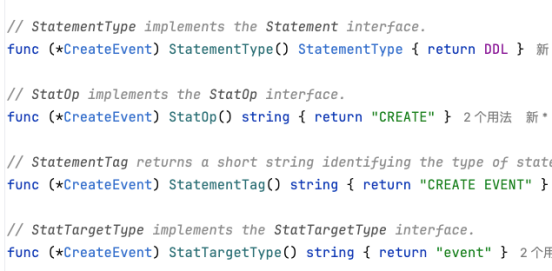 // StatementType implements the Statement interface.
func (*CreateEvent) StatementType() StatementType { return DDL } 新
// StatOp implements the StatOp interface.
func (*CreateEvent) StatOp() string { return "CREATE" } 2个用法 新 *
// StatementTag returns a short string identifying the type of state
func (*CreateEvent) StatementTag() string { return "CREATE EVENT" }
// StatTargetType implements the StatTargetType interface.
func (*CreateEvent) StatTargetType() string { return "event" } 2个用